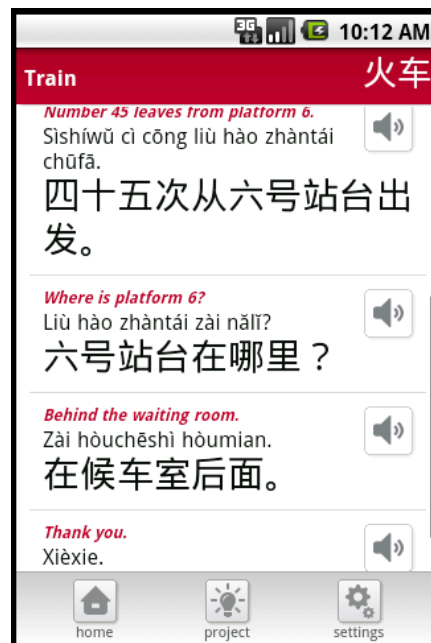 3G 10:12 AM
Train 火车
Number 45 leaves from platform 6.
Sìshíwǔ cì cōng liù hào zhàntái
chūfā.
四十五次从六号站台出
发。
Where is platform 6?
Liù hào zhàntái zài nǎlǐ?
六号站台在哪里？
Behind the waiting room.
Zài hòuchēshì hòumian.
在候车室后面。
Thank you.
Xièxie.
home project settings